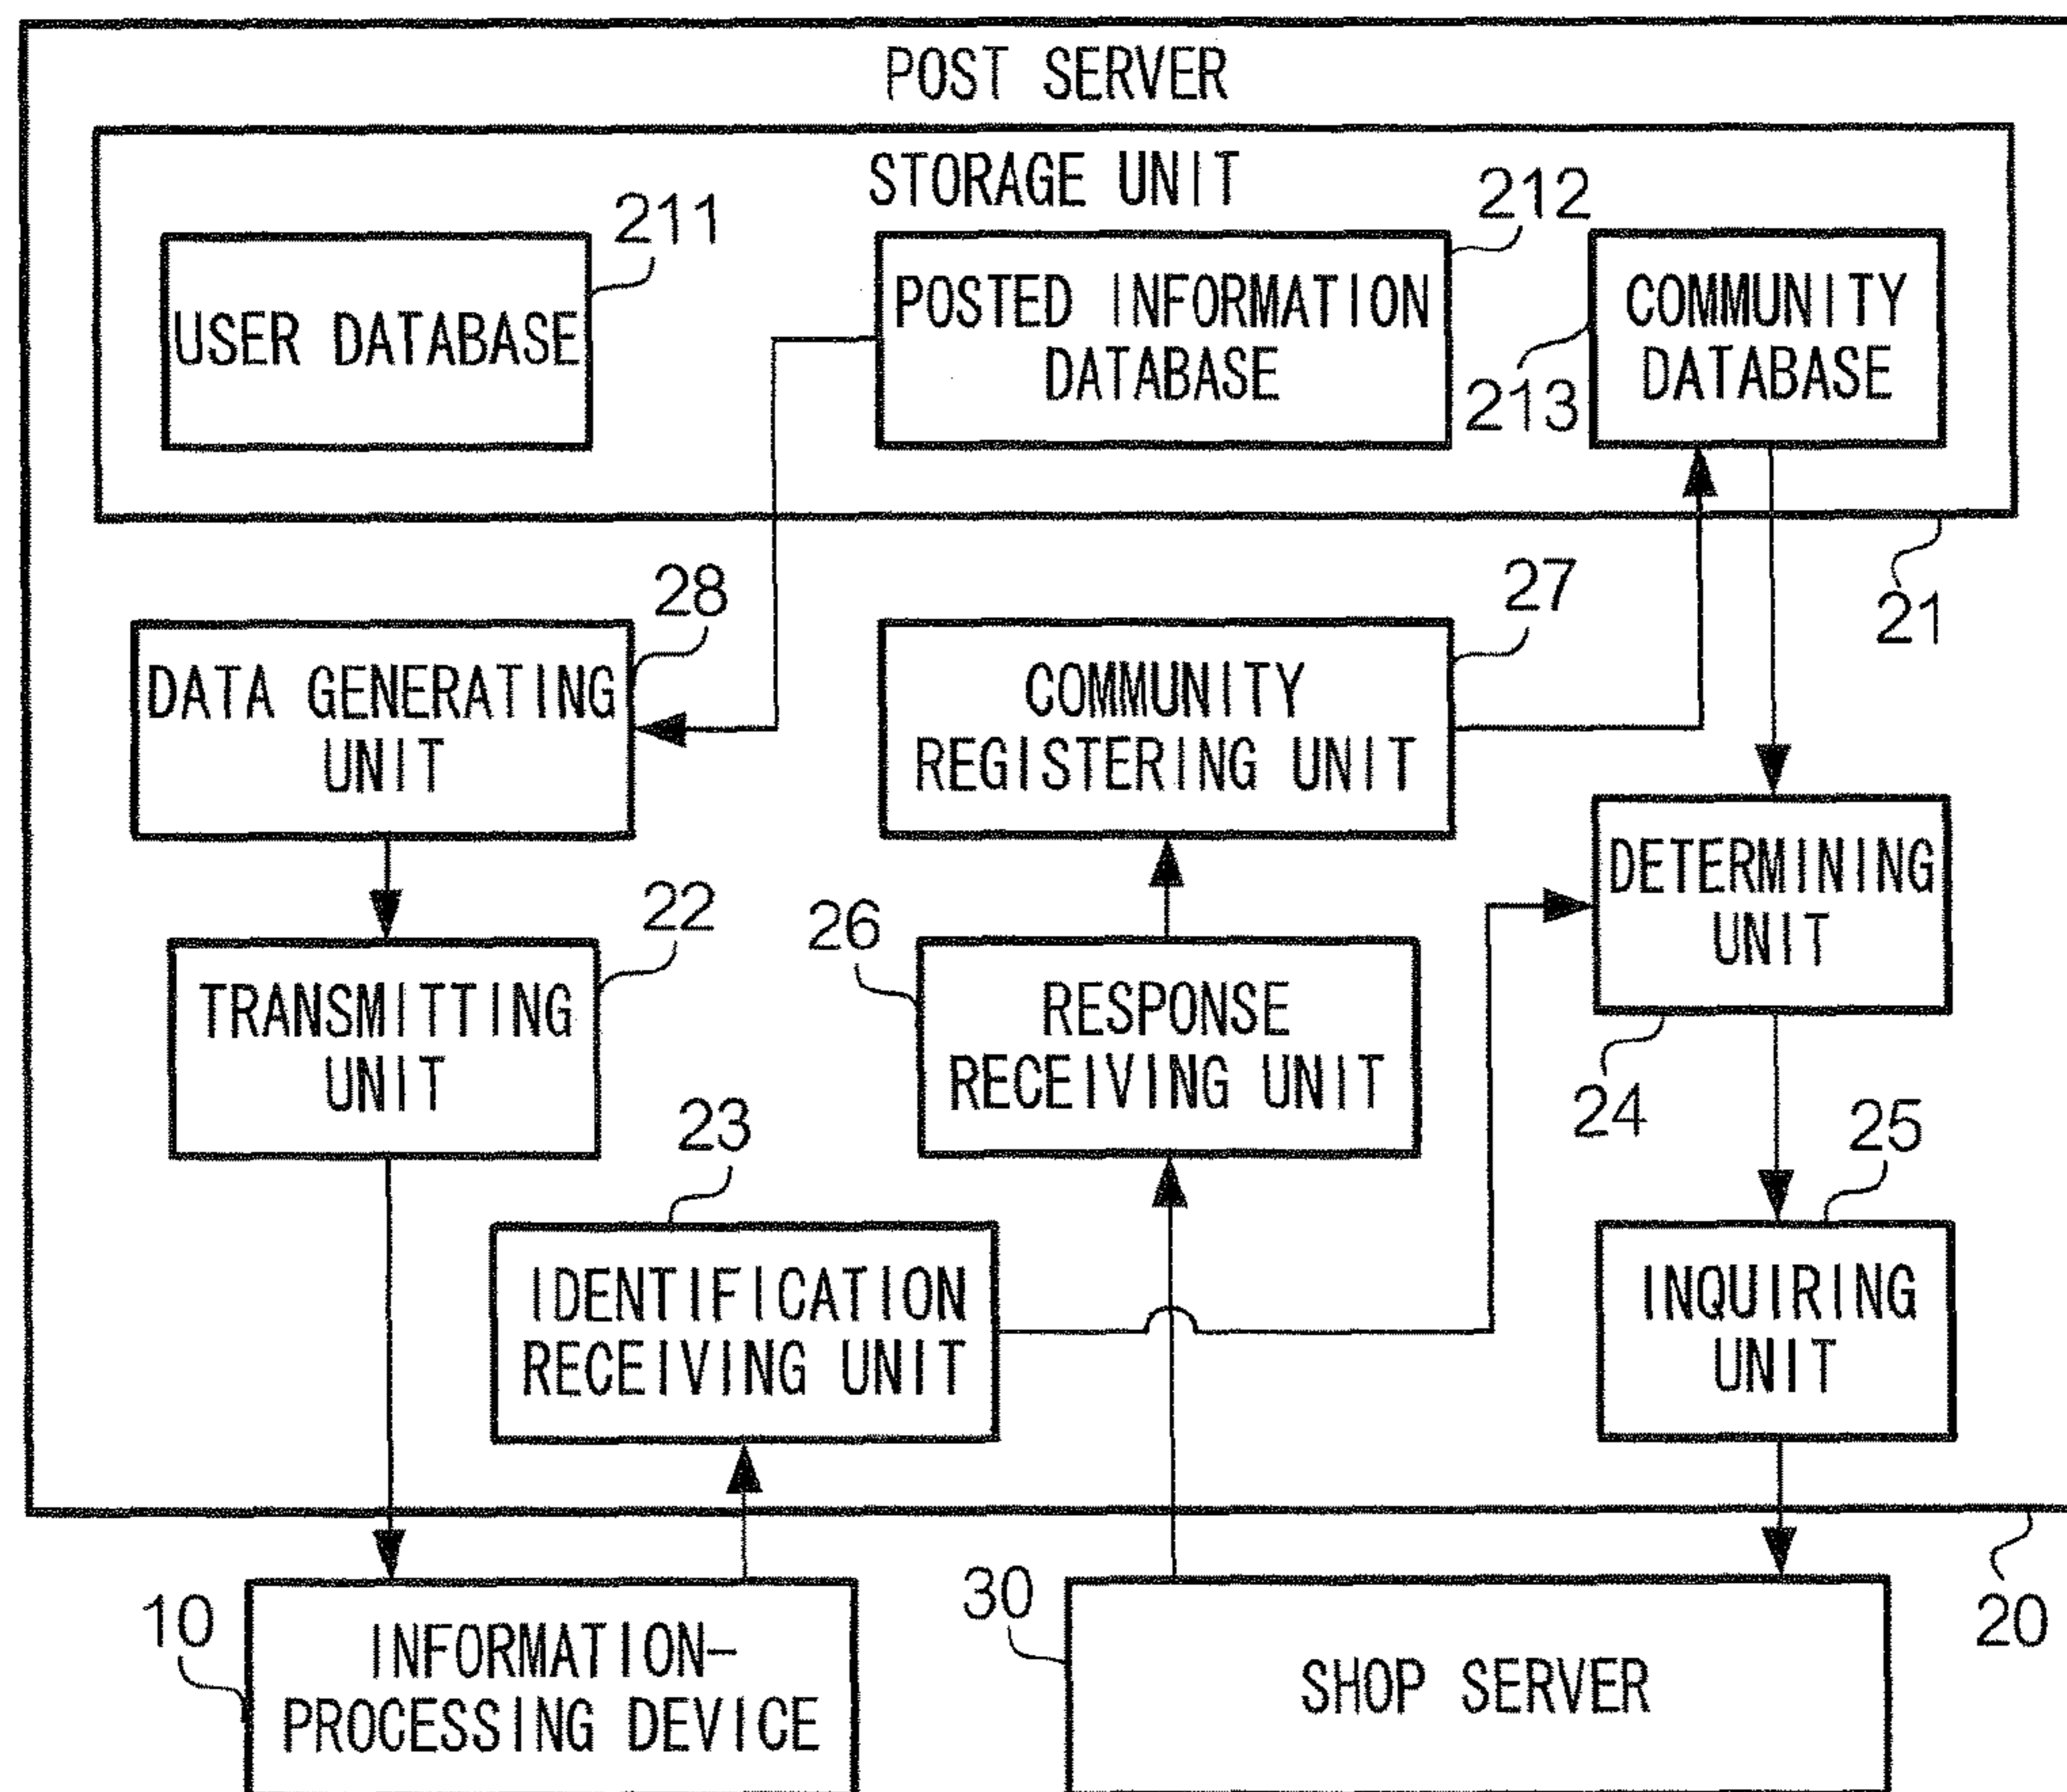 POST SERVER
STORAGE UNIT
211
212
USER DATABASE
POSTED INFORMATION
DATABASE
COMMUNITY
DATABASE
213
21
28
27
DATA GENERATING
UNIT
COMMUNITY
REGISTERING UNIT
DETERMINING
UNIT
24
22
26
TRANSMITTING
UNIT
RESPONSE
RECEIVING UNIT
23
25
IDENTIFICATION
RECEIVING UNIT
INQUIRING
UNIT
20
10
INFORMATION-
PROCESSING DEVICE
30
SHOP SERVER